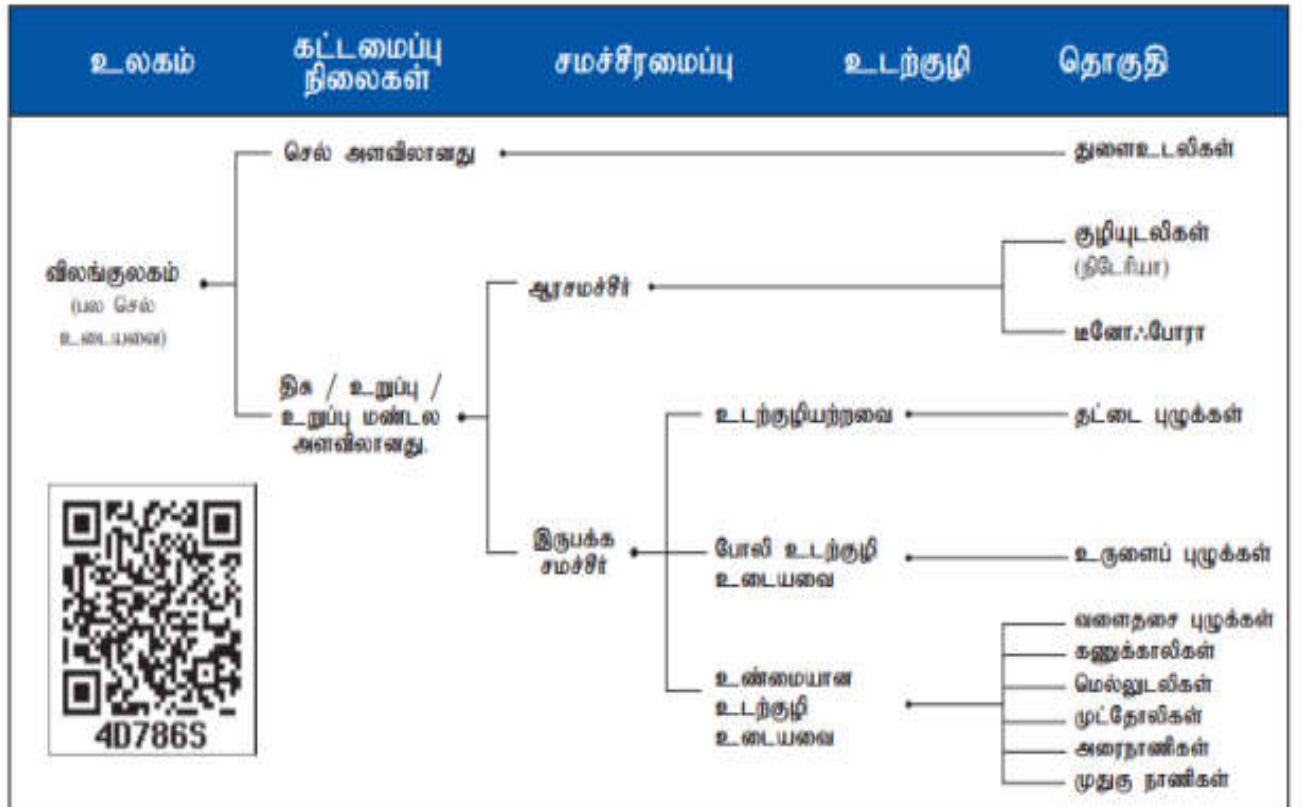 உலகம்
கட்டமைப்பு
நிலைகள்
சமச்சீரமைப்பு
உடற்குழி
தொகுதி
செல் அளவிலானது
துளைஉடலிகள்
விலங்குலகம்
(பல செல்
உடையவை)
ஆரசமச்சீர்
குழியுடலிகள்
(நிடேரியா)
டீனோஃபோரா
திசு / உறுப்பு /
உறுப்பு மண்டல
அளவிலானது.
உடற்குழியற்றவை
தட்டை புழுக்கள்
இருபக்க
சமச்சீர்
போலி உடற்குழி
உடையவை
உருளைப் புழுக்கள்
உண்மையான
உடற்குழி
உடையவை
வளைதசை புழுக்கள்
கணுக்காலிகள்
மெல்லுடலிகள்
முட்தோலிகள்
அரைநாணிகள்
முதுகு நாணிகள்
4D786S